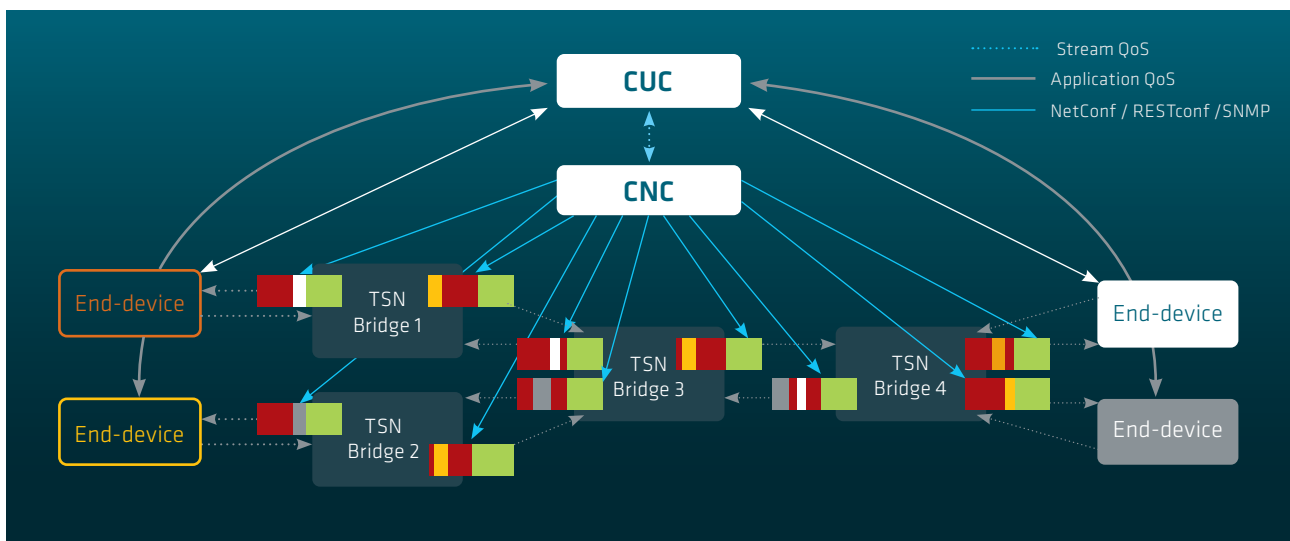 Stream QoS
Application QoS
NetConf / RESTconf /SNMP
CUC
CNC
End-device
TSN
Bridge 1
TSN
Bridge 3
TSN
Bridge 4
End-device
End-device
TSN
Bridge 2
End-device